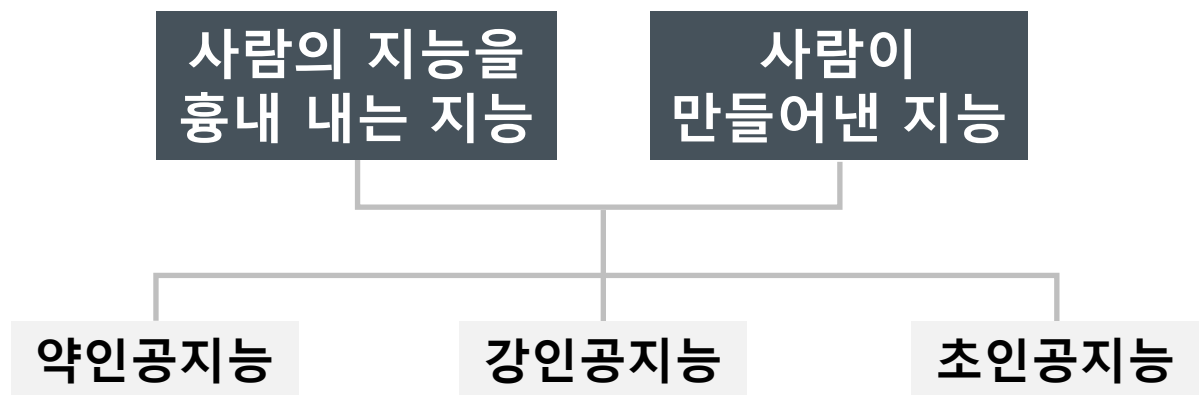 사람의 지능을
흉내 내는 지능
사람이
만들어낸 지능
약인공지능
강인공지능
초인공지능